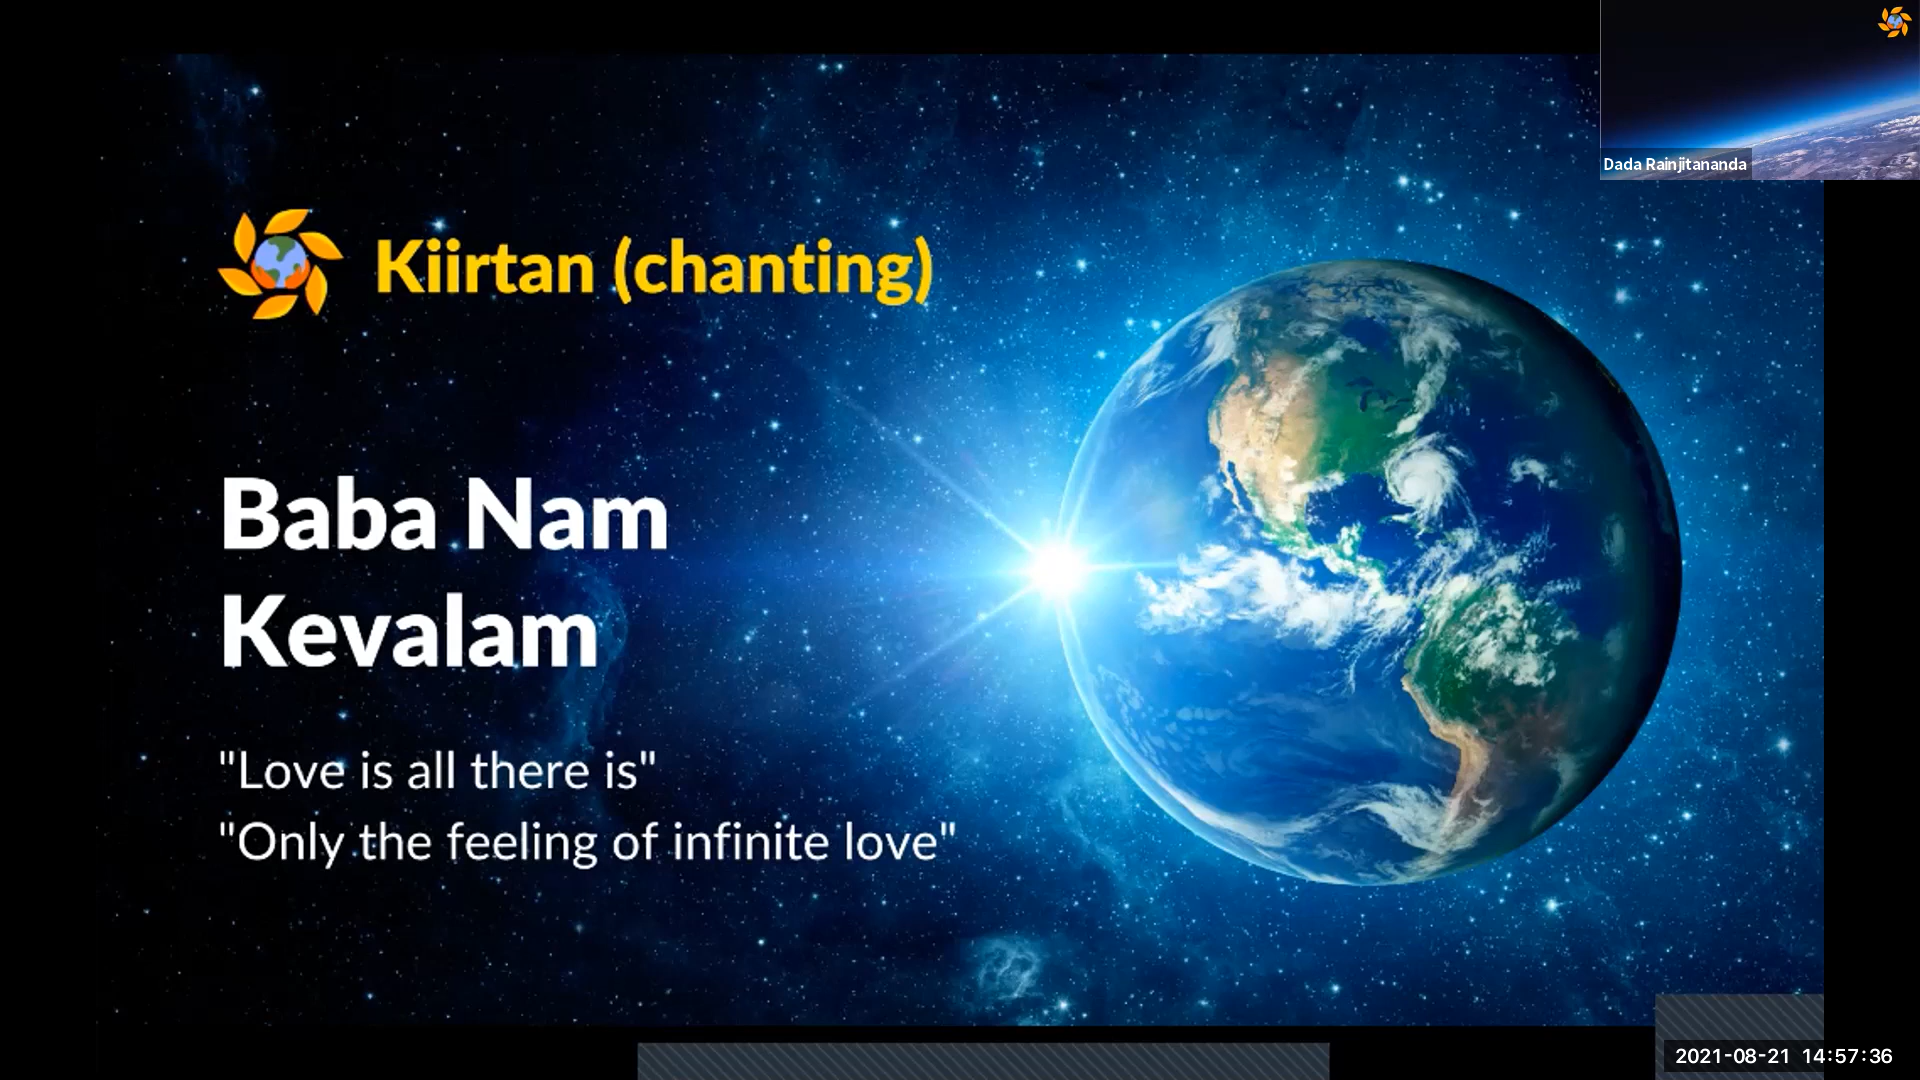 Dada Rainjitananda
Kiirtan (chanting)
Baba Nam
Kevalam
"Love is all there is"
"Only the feeling of infinite love"
2021-08-21 14:57:36